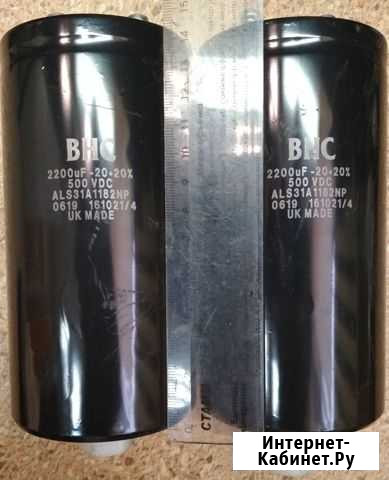 BHC
2200uF -20+20%
500 VDC
ALS31A1182NP
0619 161021/4
UK MADE
BHC
2200uF -20+20%
500 VDC
ALS31A1182NP
0619 161021/4
UK MADE
Интернет-
Кабинет.Ру